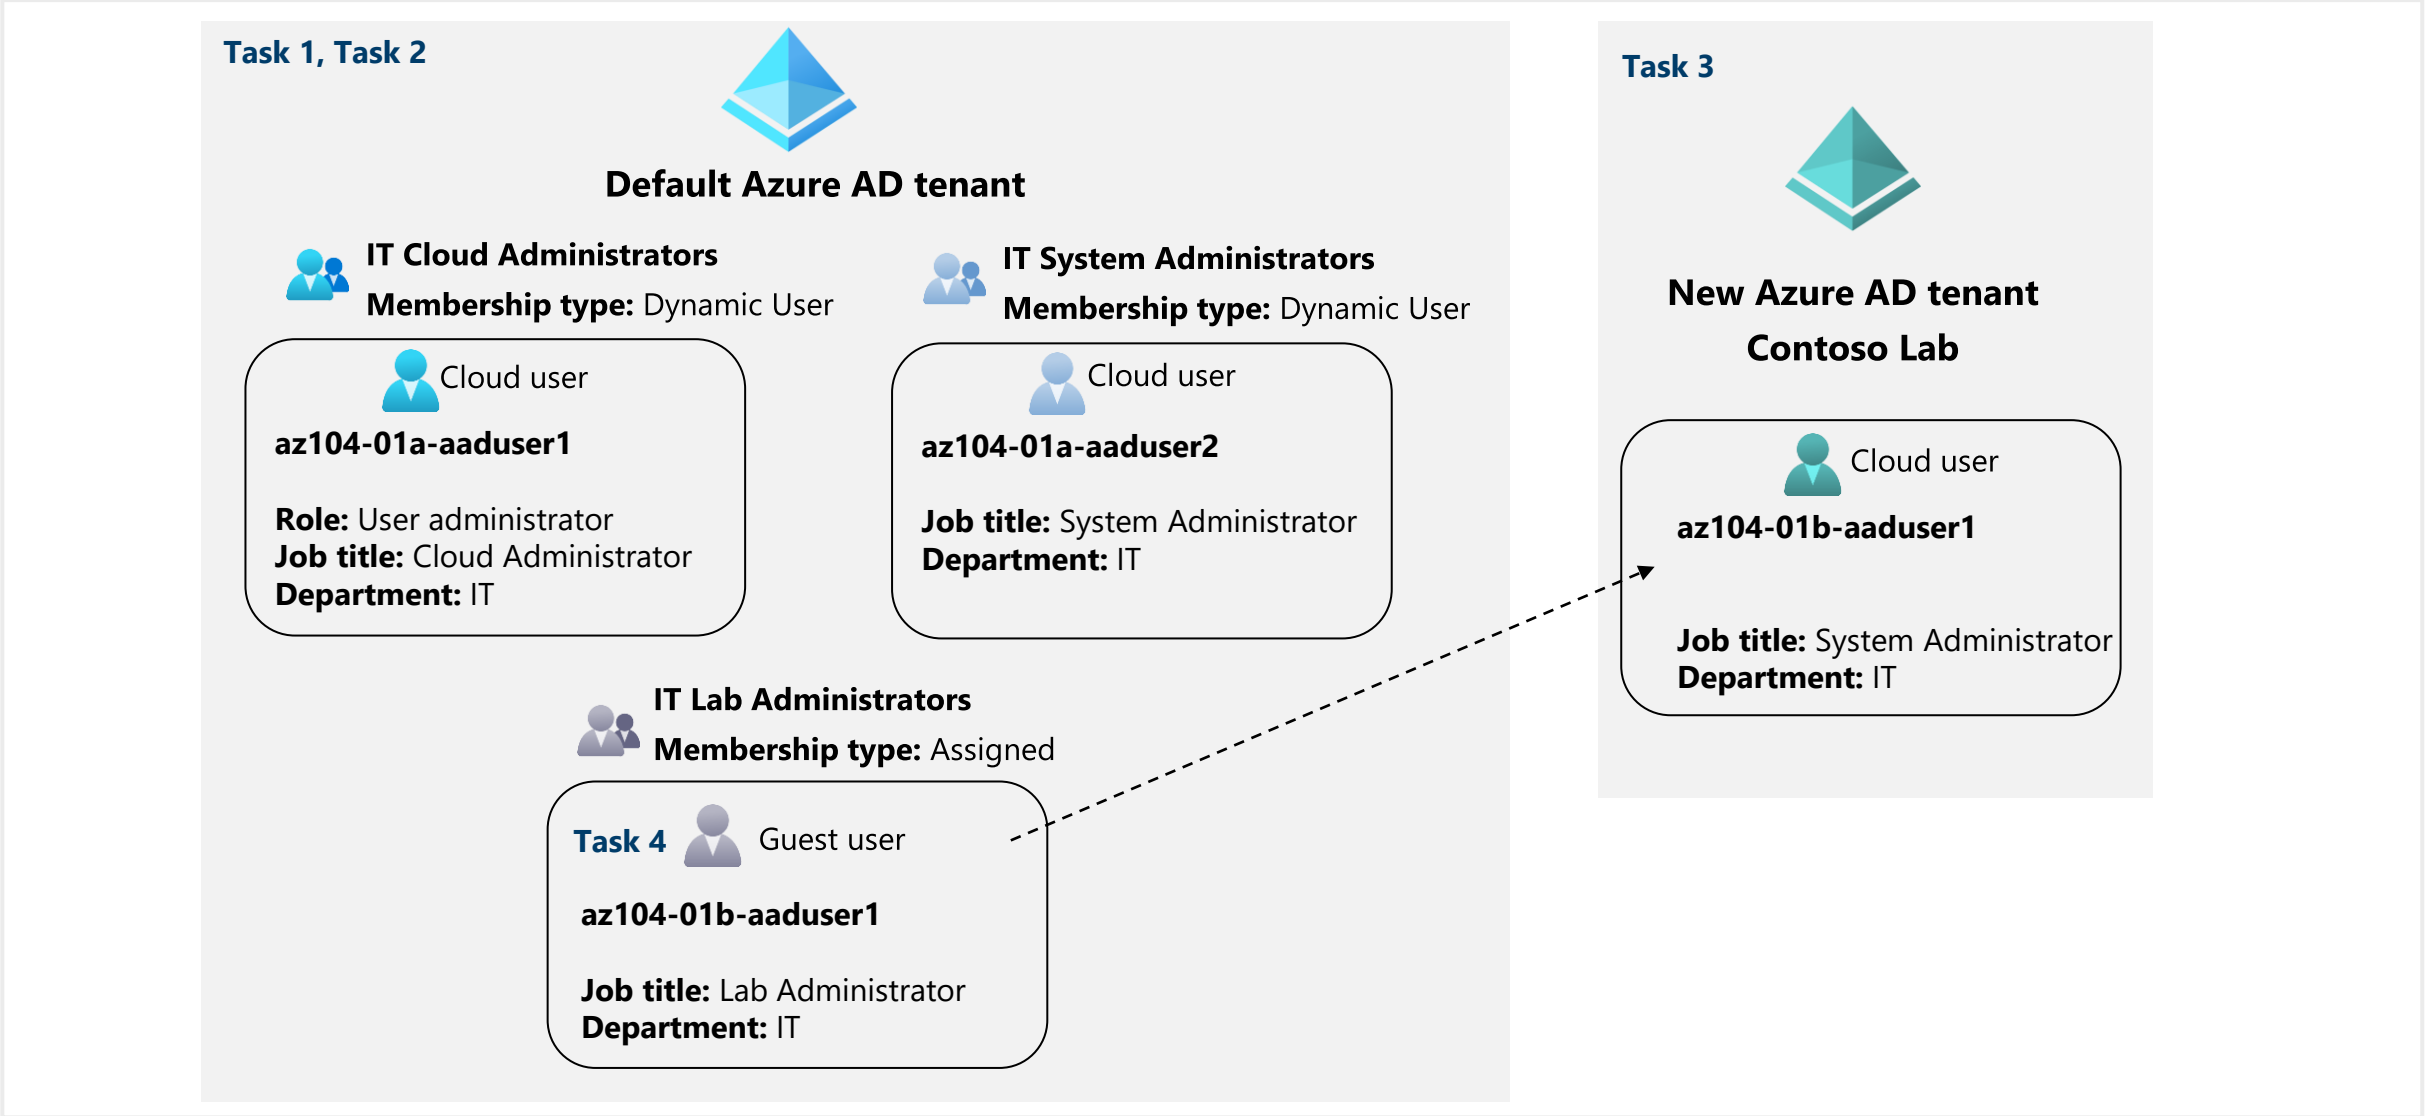 Task 1, Task 2
Default Azure AD tenant
IT Cloud Administrators
Membership type: Dynamic User
Cloud user
az104-01a-aaduser1
Role: User administrator
Job title: Cloud Administrator
Department: IT
IT System Administrators
Membership type: Dynamic User
Cloud user
az104-01a-aaduser2
Job title: System Administrator
Department: IT
IT Lab Administrators
Membership type: Assigned
Task 4
Guest user
az104-01b-aaduser1
Job title: Lab Administrator
Department: IT
Task 3
New Azure AD tenant
Contoso Lab
Cloud user
az104-01b-aaduser1
Job title: System Administrator
Department: IT